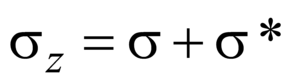 σz = σ + σ*